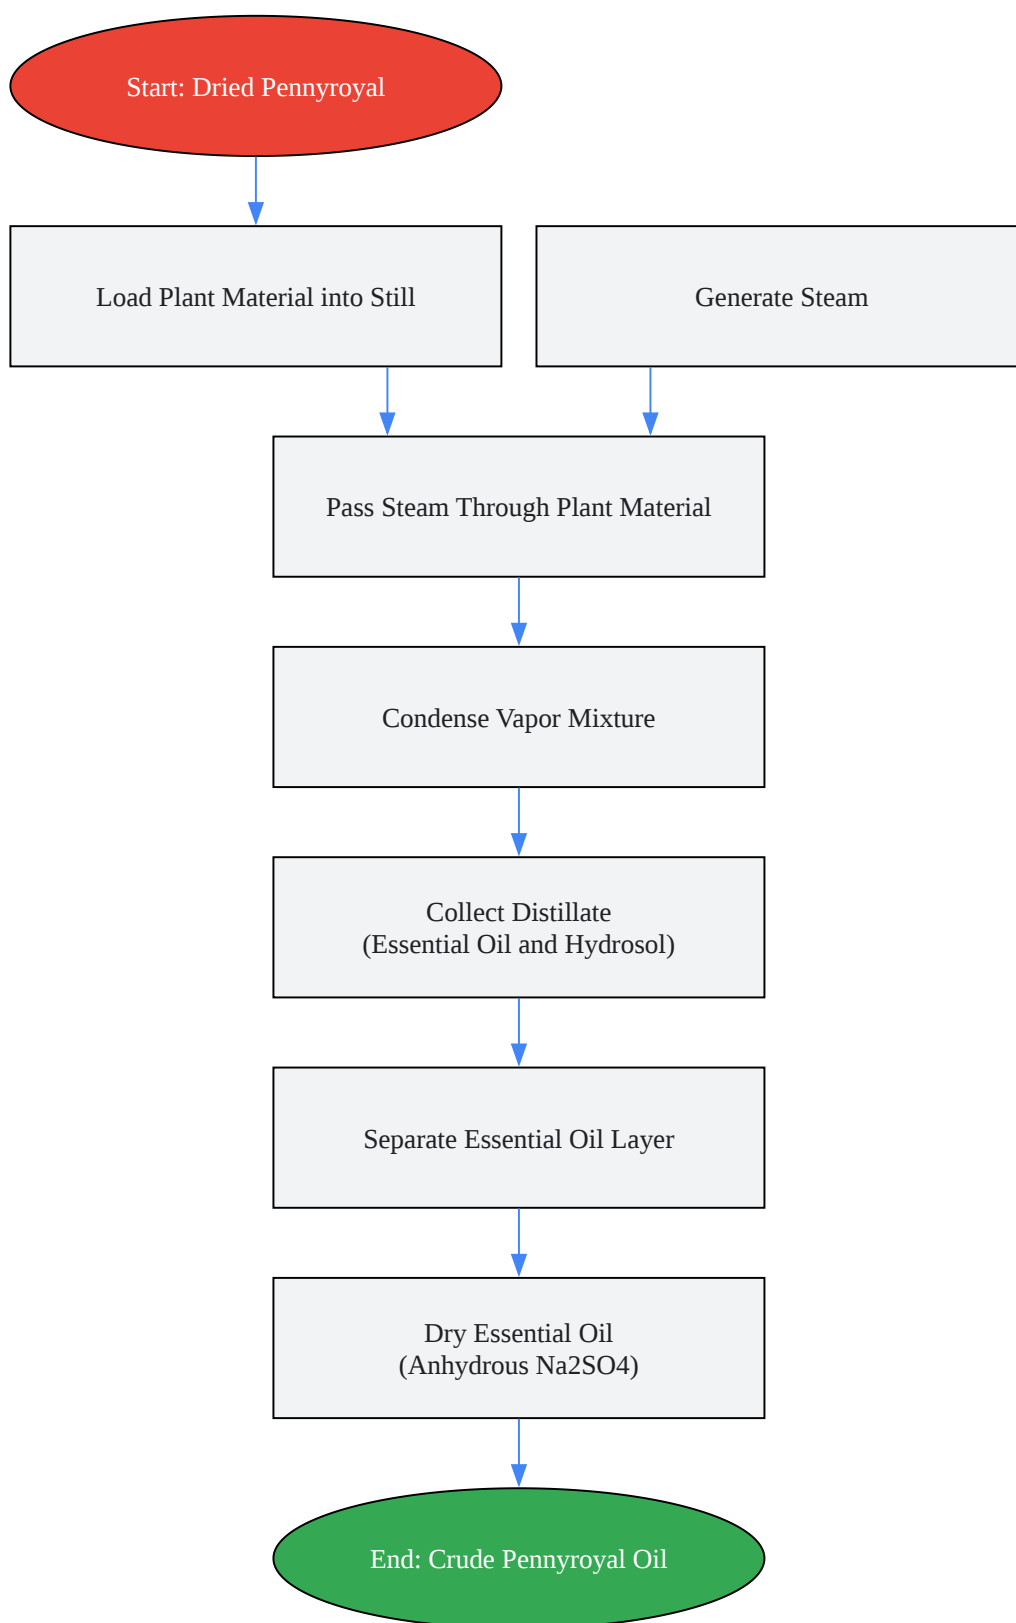 Start: Dried Pennyroyal
Load Plant Material into Still
Generate Steam
Pass Steam Through Plant Material
Condense Vapor Mixture
Collect Distillate
(Essential Oil and Hydrosol)
Separate Essential Oil Layer
Dry Essential Oil
(Anhydrous Na2SO4)
End: Crude Pennyroyal Oil